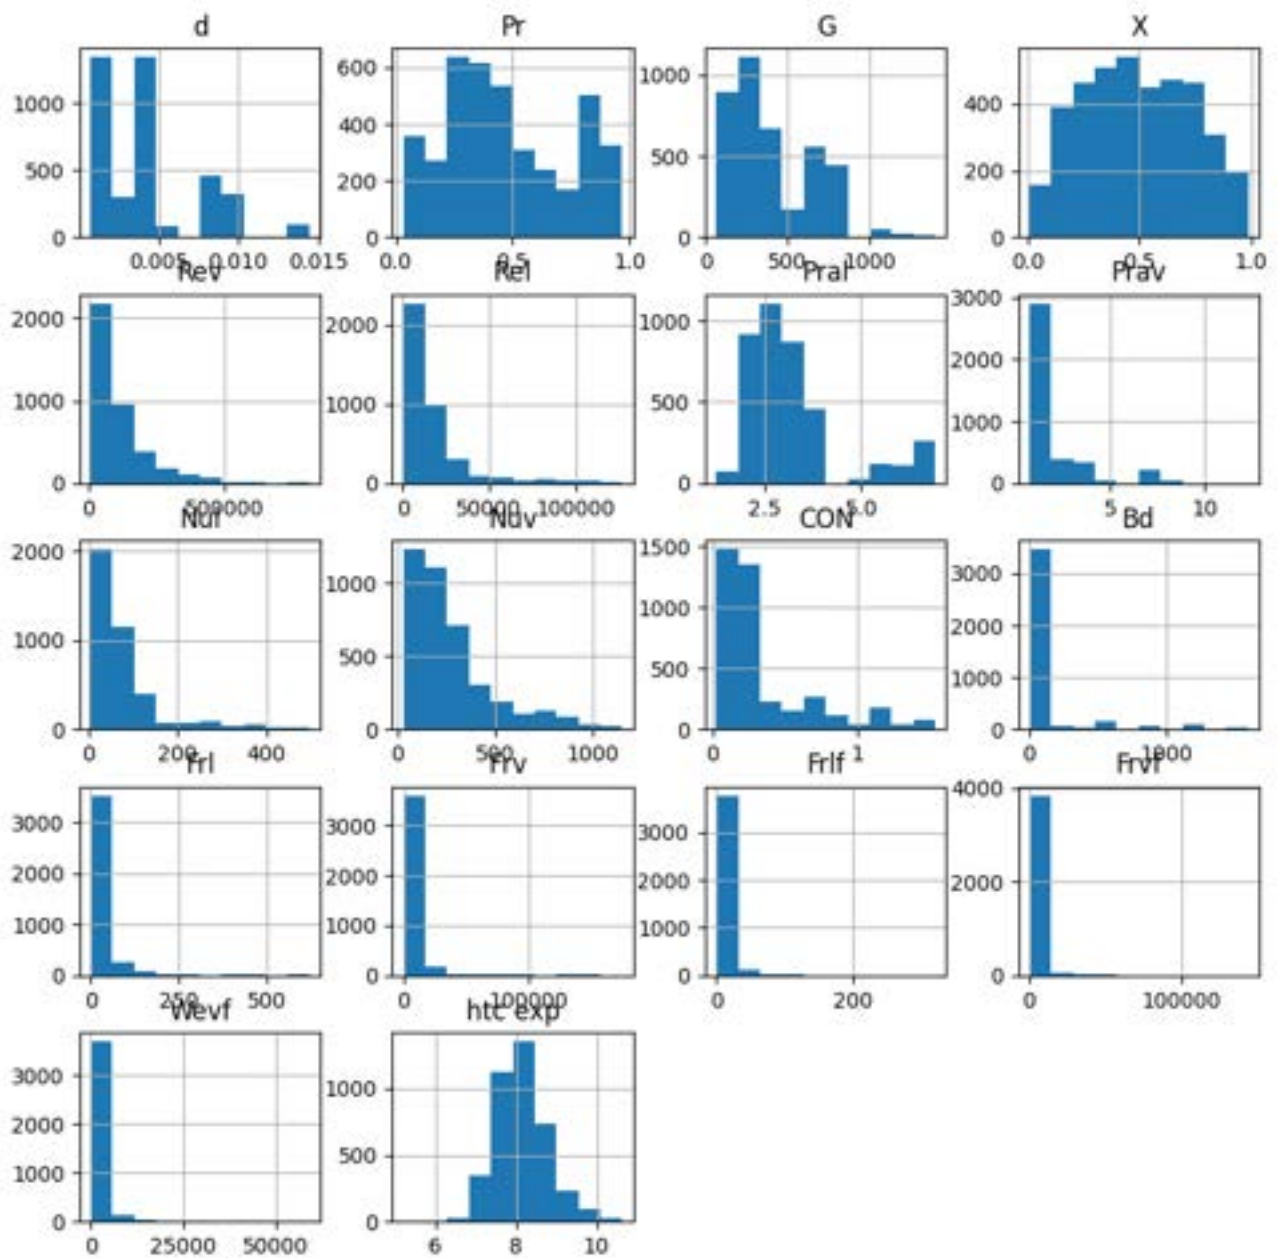 d
1000
500
0
0.005 0.010 0.015
Pr
600
400
200
0
0.0 0.5 1.0
G
1000
500
0
0 500 1000
X
400
200
0
0.0 0.5 1.0
Rev
2000
1000
0
0 500000
Rel
2000
1000
0
0 50000 100000
Pral
1000
500
0
2.5 5.0
Prav
3000
2000
1000
0
5 10
Nul
2000
1000
0
0 200 400
Nuv
1000
500
0
0 500 1000
CON
1500
1000
500
0
0 1
Bd
3000
2000
1000
0
0 1000
Frl
3000
2000
1000
0
0 250 500
Frv
3000
2000
1000
0
0 100000
Frlf
3000
2000
1000
0
0 200
Frvf
4000
2000
0
0 100000
Wevf
3000
2000
1000
0
0 25000 50000
htc exp
1000
500
0
6 8 10